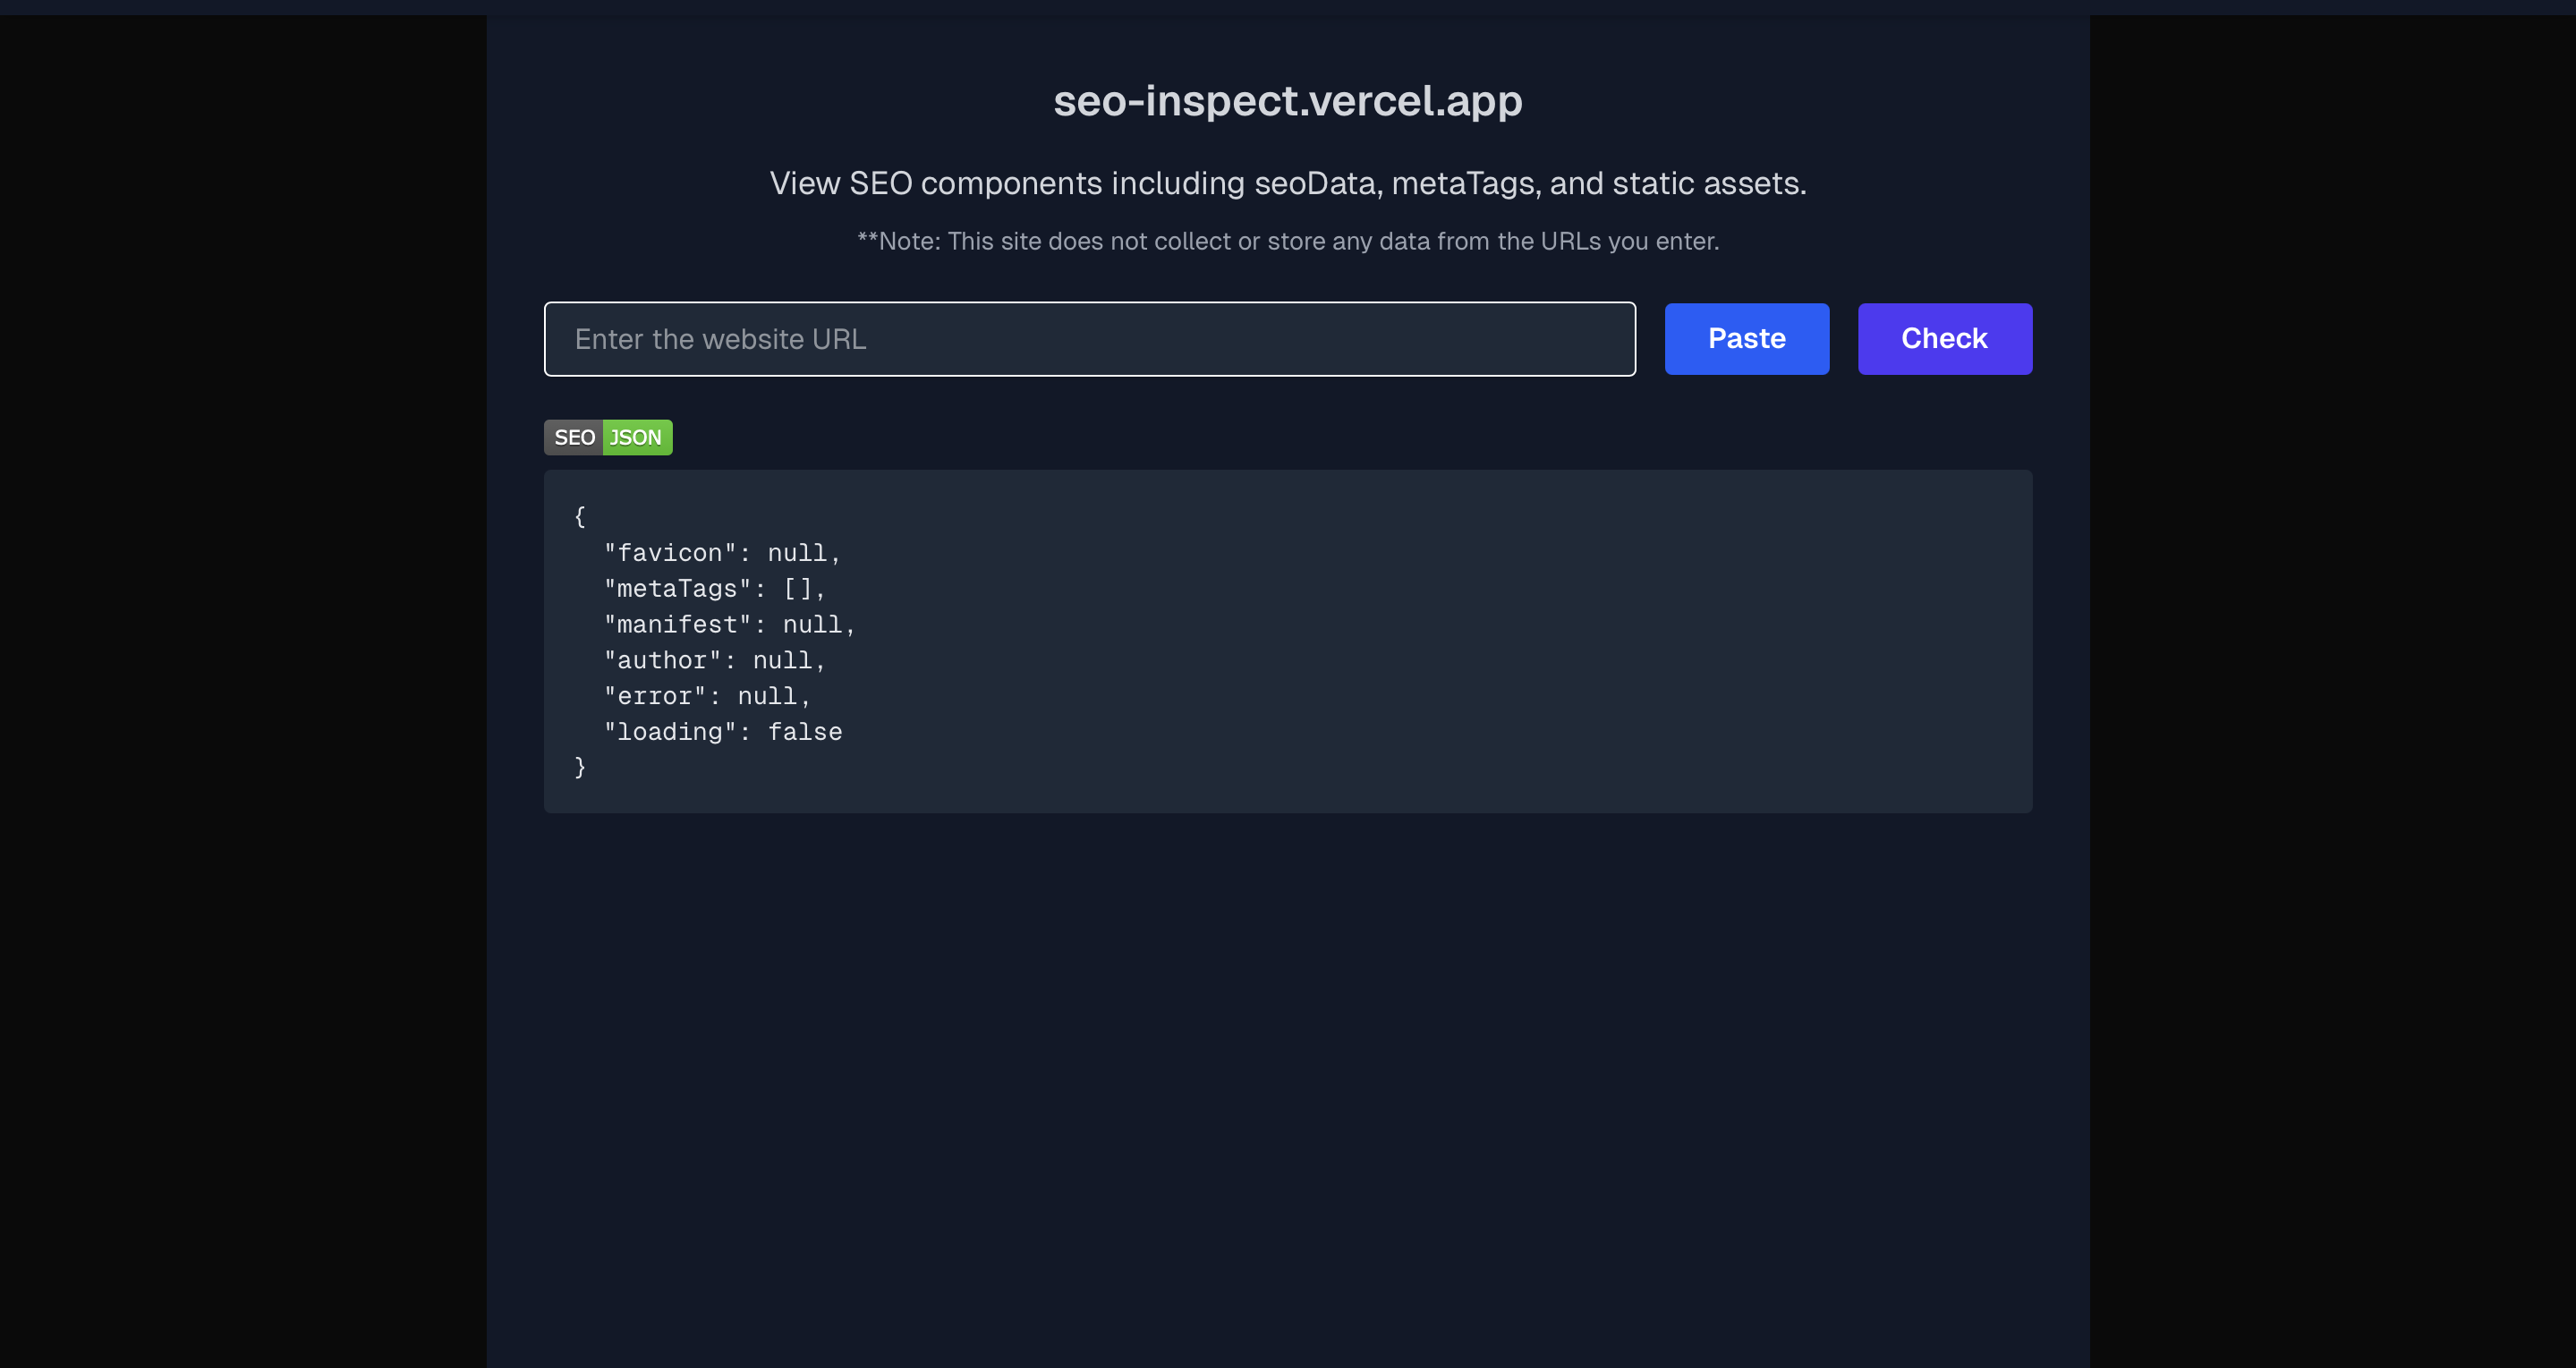 seo-inspect.vercel.app
View SEO components including seoData, metaTags, and static assets.
**Note: This site does not collect or store any data from the URLs you enter.
Enter the website URL
Paste
Check
SEO JSON
{
  "favicon": null,
  "metaTags": [],
  "manifest": null,
  "author": null,
  "error": null,
  "loading": false
}